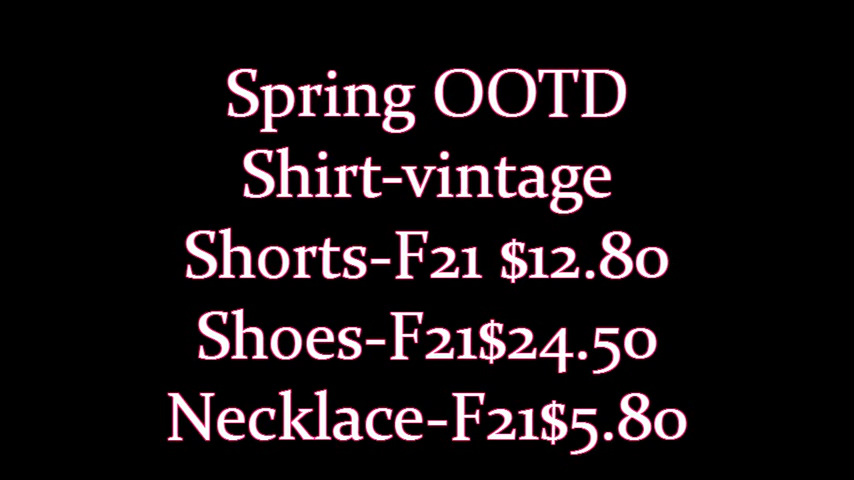 Spring OOTD
Shirt-vintage
Shorts-F21 $12.80
Shoes-F21$24.50
Necklace-F21$5.80